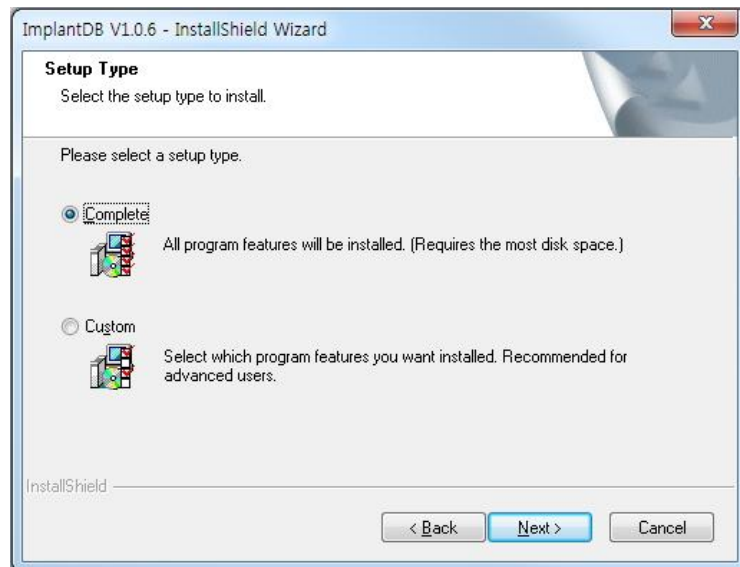 ImplantDB V1.0.6 - InstallShield Wizard
Setup Type
Select the setup type to install.
Please select a setup type.
Complete
All program features will be installed. (Requires the most disk space.)
Custom
Select which program features you want installed. Recommended for
advanced users.
InstallShield
< Back
Next >
Cancel